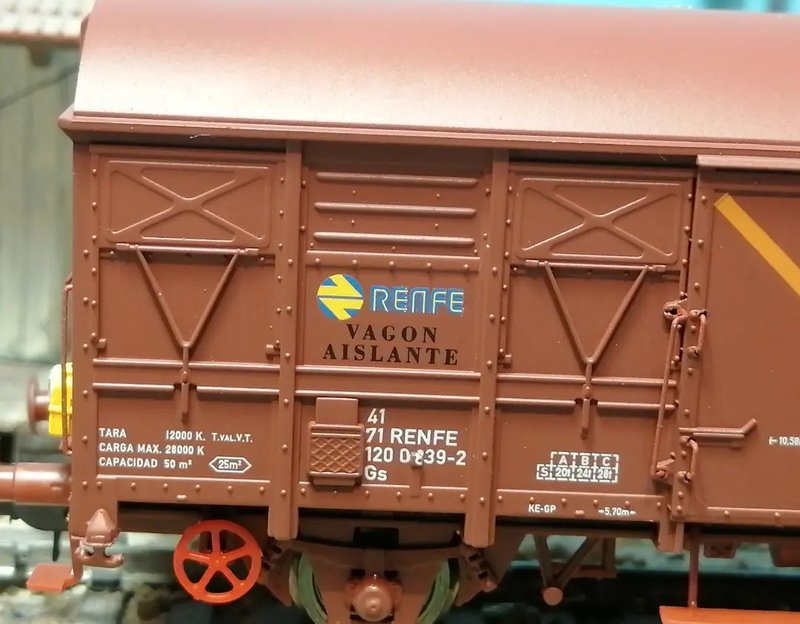 RENFE
VAGON
AISLANTE
TARA 12000 K. T.VAL.V.T.
CARGA MAX. 28000 K
CAPACIDAD 50 m² 25m²
41
71 RENFE
Gs
A B C
S 20t 24t 28t
KE-GP
5.70m